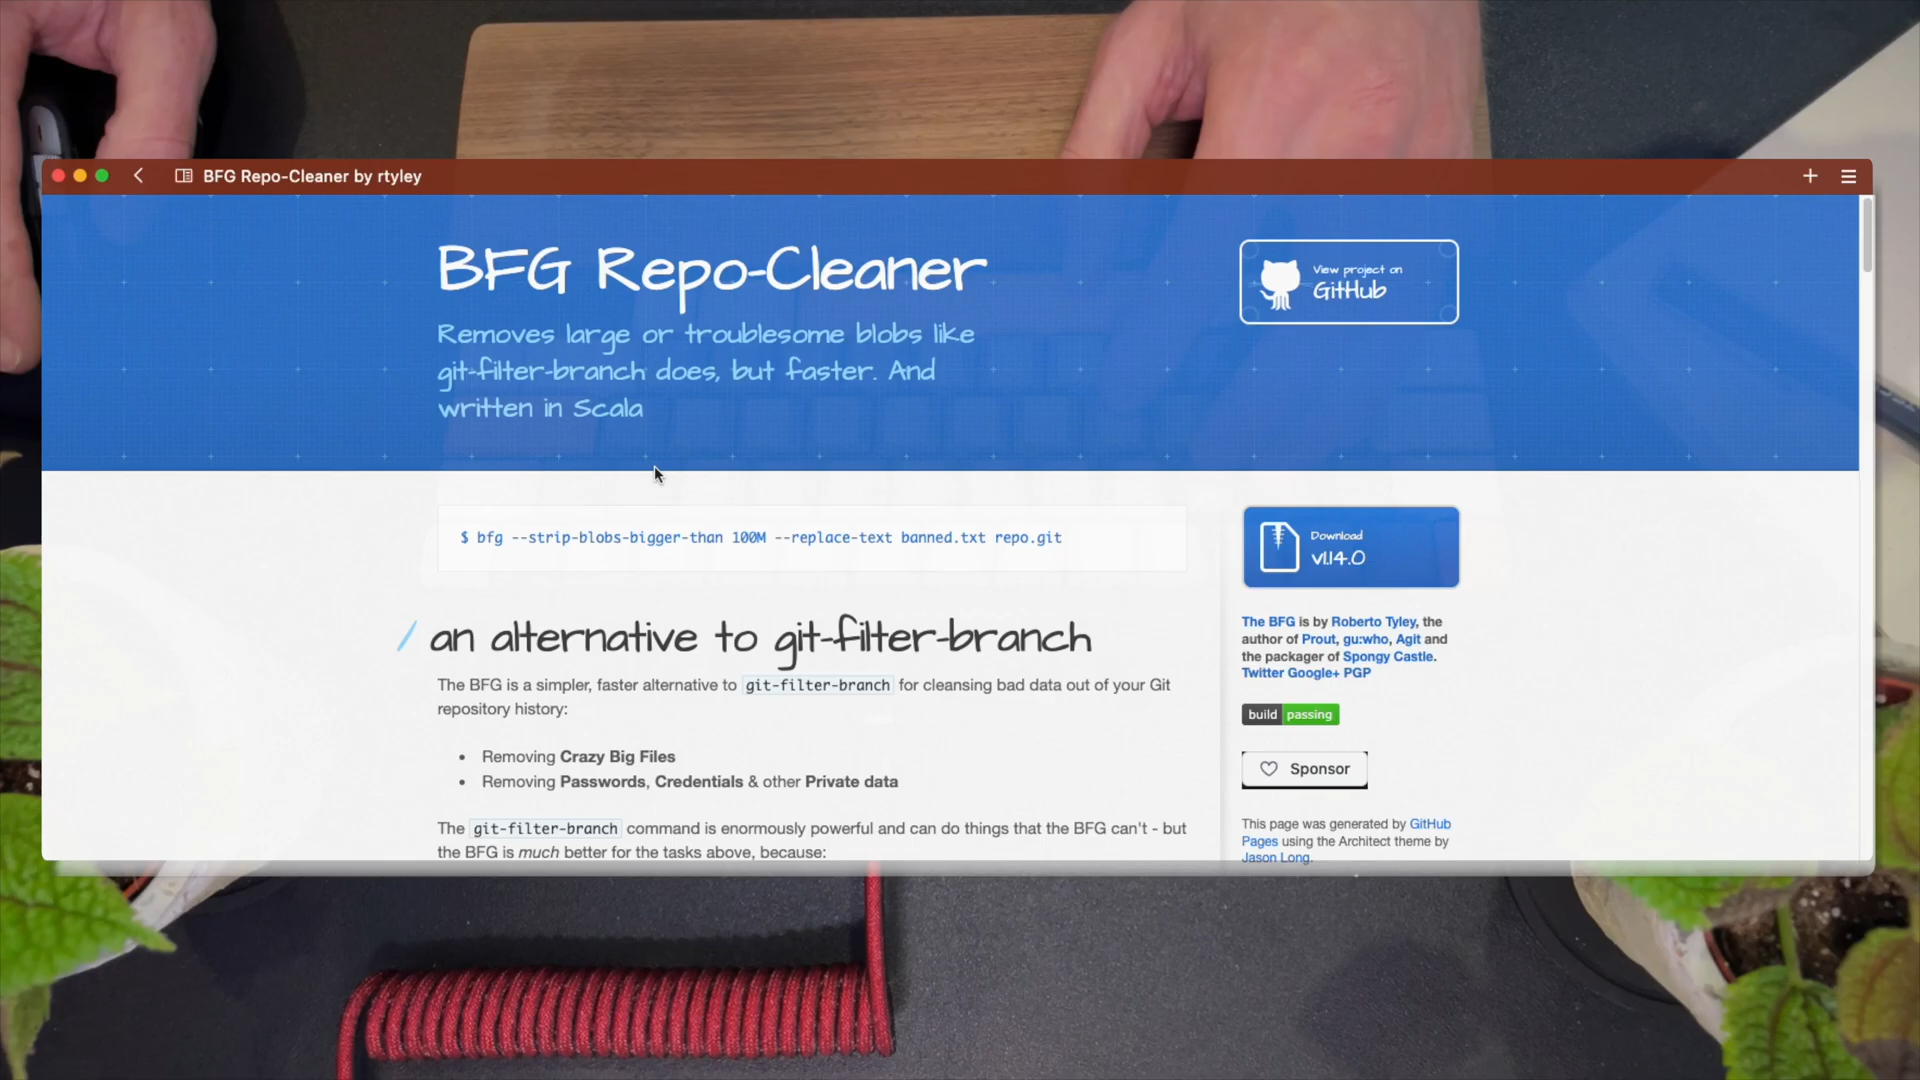 BFG Repo-Cleaner by rtyley
BFG Repo-Cleaner
Removes large or troublesome blobs like
git-filter-branch does, but faster. And
written in Scala
View project on
GitHub
$ bfg --strip-blobs-bigger-than 100M --replace-text banned.txt repo.git
Download
v1.14.0
/ an alternative to git-filter-branch
The BFG is a simpler, faster alternative to git-filter-branch for cleansing bad data out of your Git
repository history:
• Removing Crazy Big Files
• Removing Passwords, Credentials & other Private data
The git-filter-branch command is enormously powerful and can do things that the BFG can't - but
the BFG is much better for the tasks above, because:
The BFG is by Roberto Tyley, the
author of Prout, gu:who, Agit and
the packager of Spongy Castle.
Twitter Google+ PGP
build passing
Sponsor
This page was generated by GitHub
Pages using the Architect theme by
Jason Long.